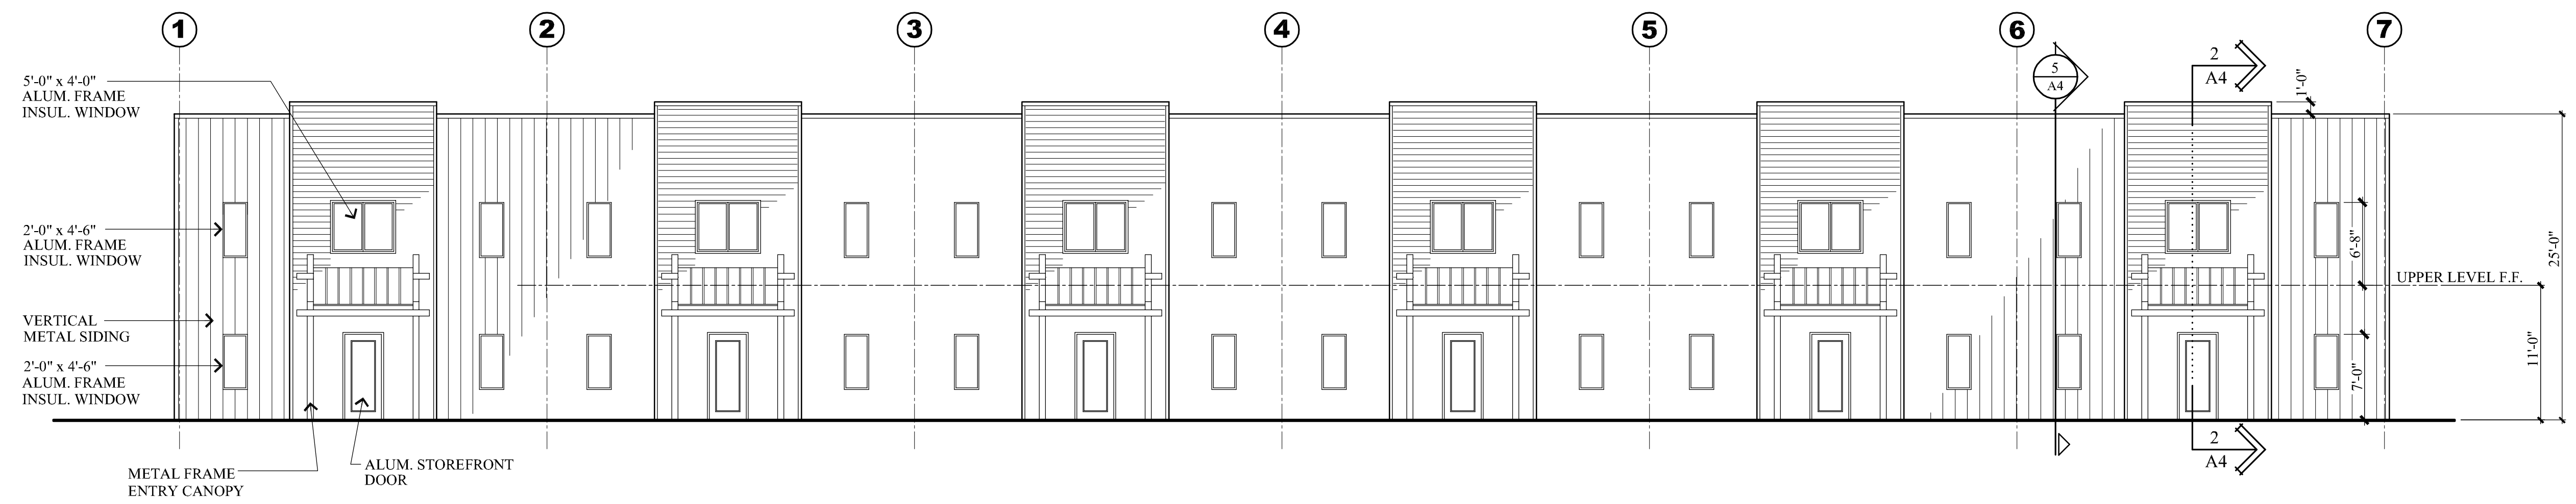 1
2
3
4
5
6
7
5'-0" x 4'-0"
ALUM. FRAME
INSUL. WINDOW
2'-0" x 4'-6"
ALUM. FRAME
INSUL. WINDOW
VERTICAL
METAL SIDING
2'-0" x 4'-6"
ALUM. FRAME
INSUL. WINDOW
METAL FRAME
ENTRY CANOPY
ALUM. STOREFRONT
DOOR
5
A4
2
A4
2
A4
1'-0"
6'-8"
7'-0"
UPPER LEVEL F.F.
11'-0"
25'-0"